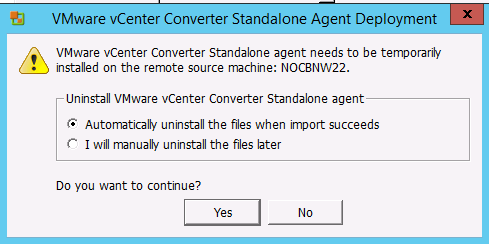 VMware vCenter Converter Standalone Agent Deployment
x
VMware vCenter Converter Standalone agent needs to be temporarily
installed on the remote source machine: NOCBNW22.
Uninstall VMware vCenter Converter Standalone agent
Automatically uninstall the files when import succeeds
I will manually uninstall the files later
Do you want to continue?
Yes No